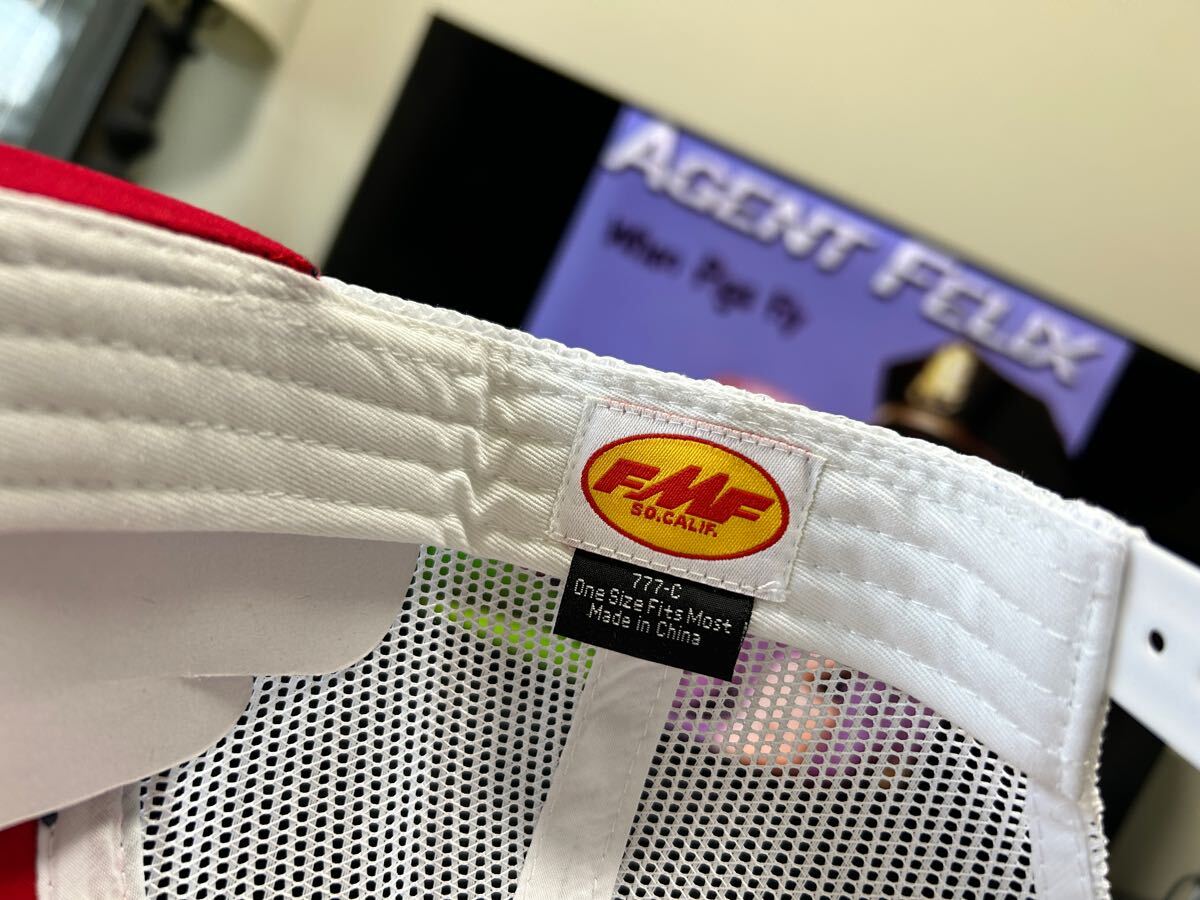 AGENT FELIX
When Pigs Fly
FMF
SO.CALIF.
777-C
One Size Fits Most
Made in China